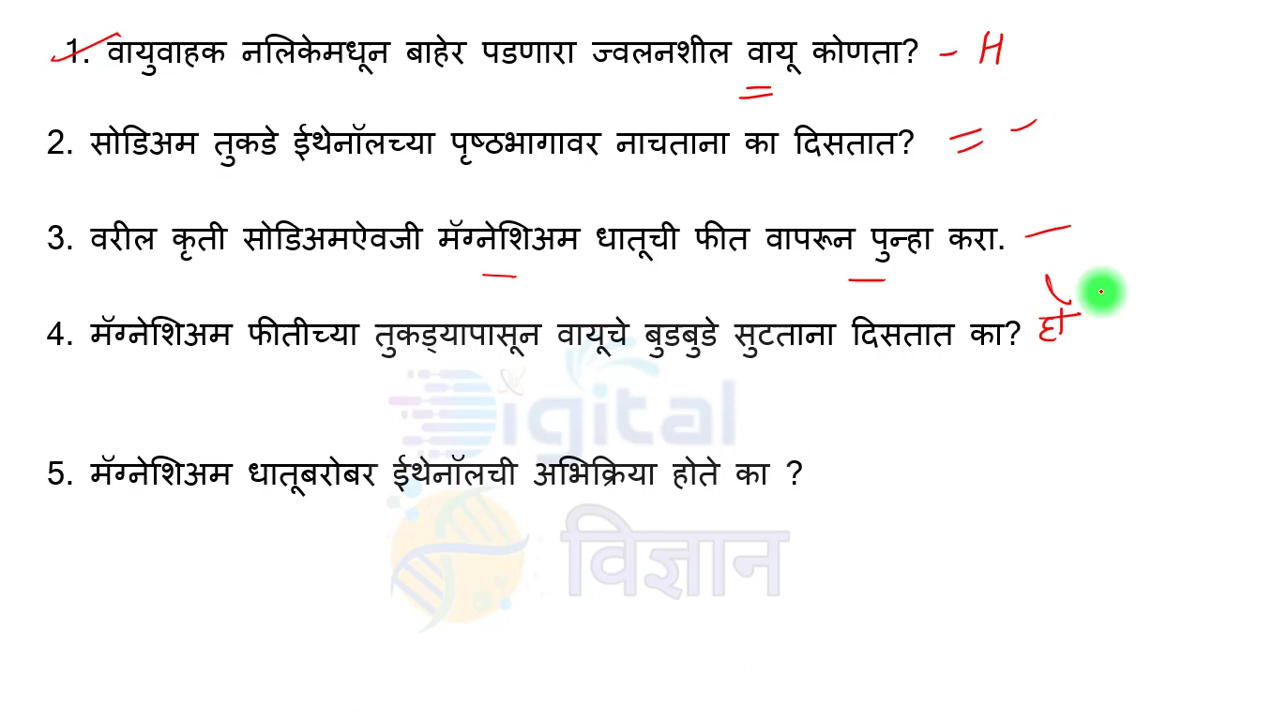 1. वायुवाहक नलिकेमधून बाहेर पडणारा ज्वलनशील वायू कोणता? - H
2. सोडिअम तुकडे ईथेनॉलच्या पृष्ठभागावर नाचताना का दिसतात?
3. वरील कृती सोडिअमऐवजी मॅग्नेशिअम धातूची फीत वापरून पुन्हा करा.
4. मॅग्नेशिअम फीतीच्या तुकड्यापासून वायूचे बुडबुडे सुटताना दिसतात का?
Digital
5. मॅग्नेशिअम धातूबरोबर ईथेनॉलची अभिक्रिया होते का ?
विज्ञान